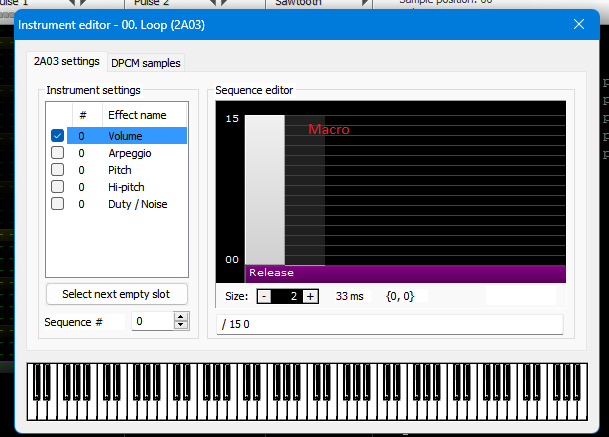 Pulse 1
Pulse 2
Sawtooth
Sample position: 00
Instrument editor - 00. Loop (2A03)
2A03 settings
DPCM samples
Instrument settings
# Effect name
0 Volume
0 Arpeggio
0 Pitch
0 Hi-pitch
0 Duty / Noise
Select next empty slot
Sequence # 0
Sequence editor
15
Macro
00
Release
Size: - 2 + 33 ms {0, 0}
/ 15 0